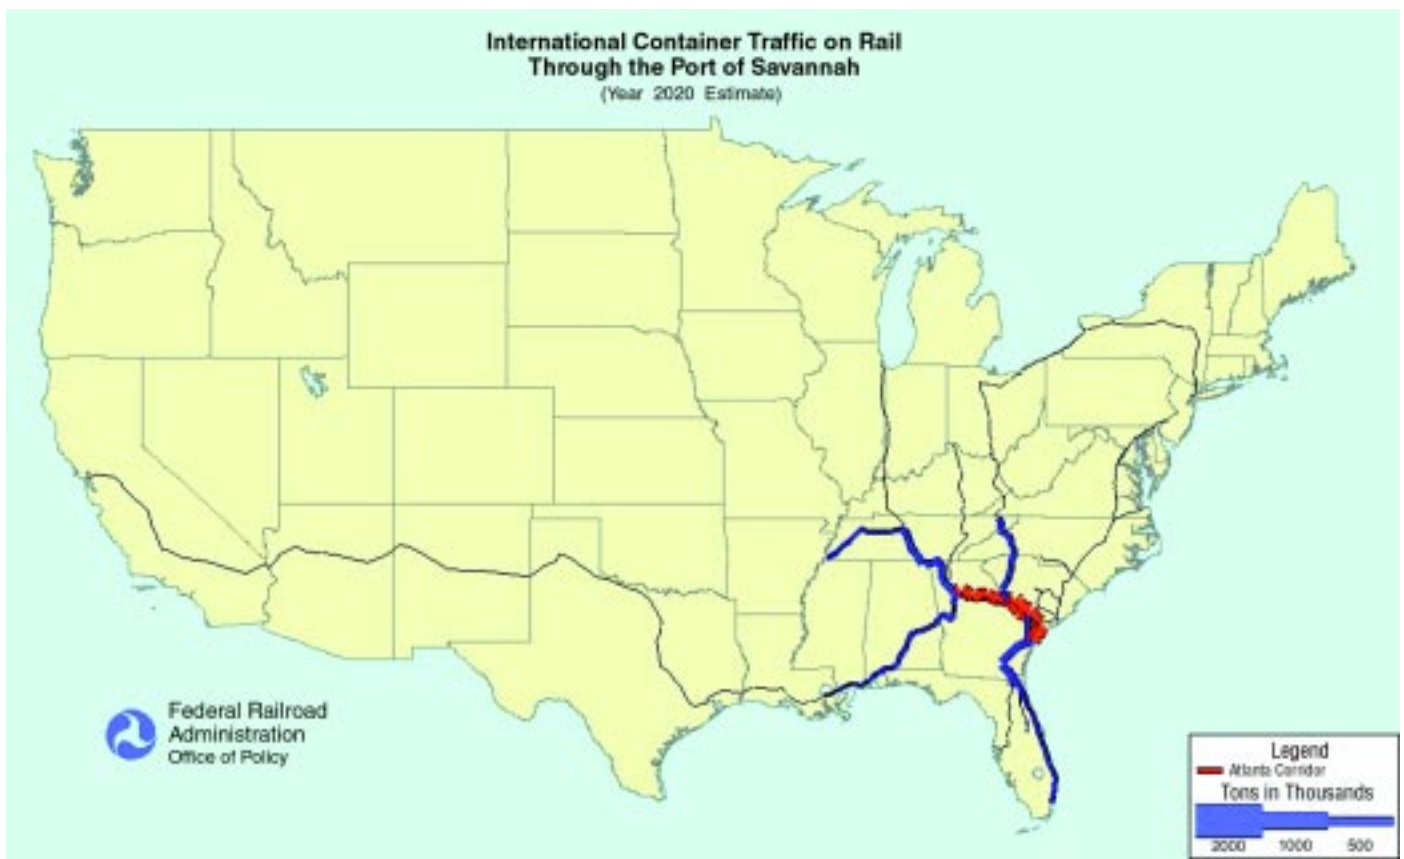 International Container Traffic on Rail
Through the Port of Savannah
(Year 2020 Estimate)
Federal Railroad
Administration
Office of Policy
Legend
Atlanta Corridor
Tons in Thousands
2000 1000 500